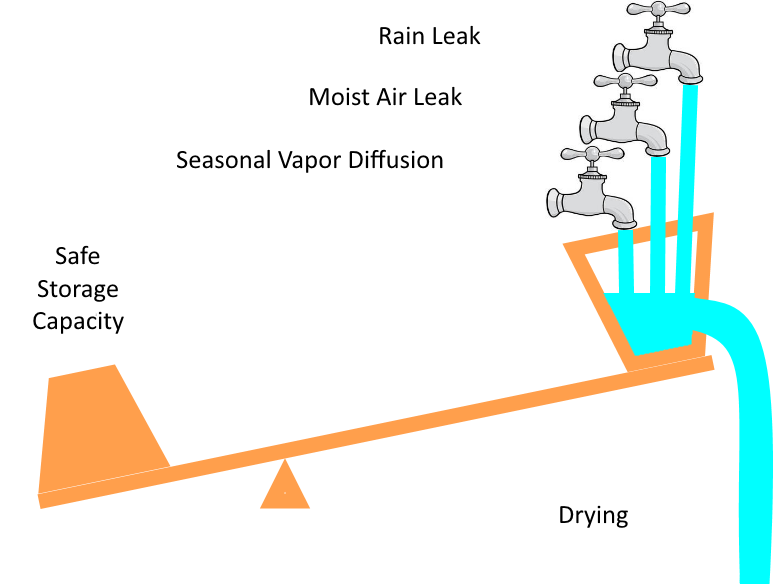 Rain Leak
Moist Air Leak
Seasonal Vapor Diffusion
Safe
Storage
Capacity
Drying